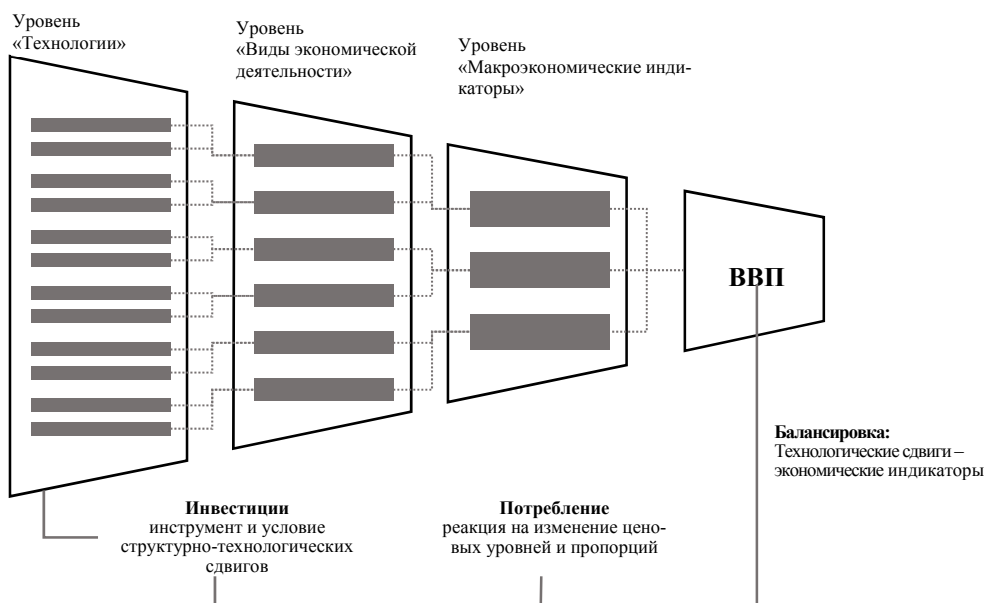 Уровень
«Технологии»
Уровень
«Виды экономической
деятельности»
Уровень
«Макроэкономические инди-
каторы»
ВВП
Балансировка:
Технологические сдвиги –
экономические индикаторы
Инвестиции
инструмент и условие
структурно-технологических
сдвигов
Потребление
реакция на изменение цено-
вых уровней и пропорций